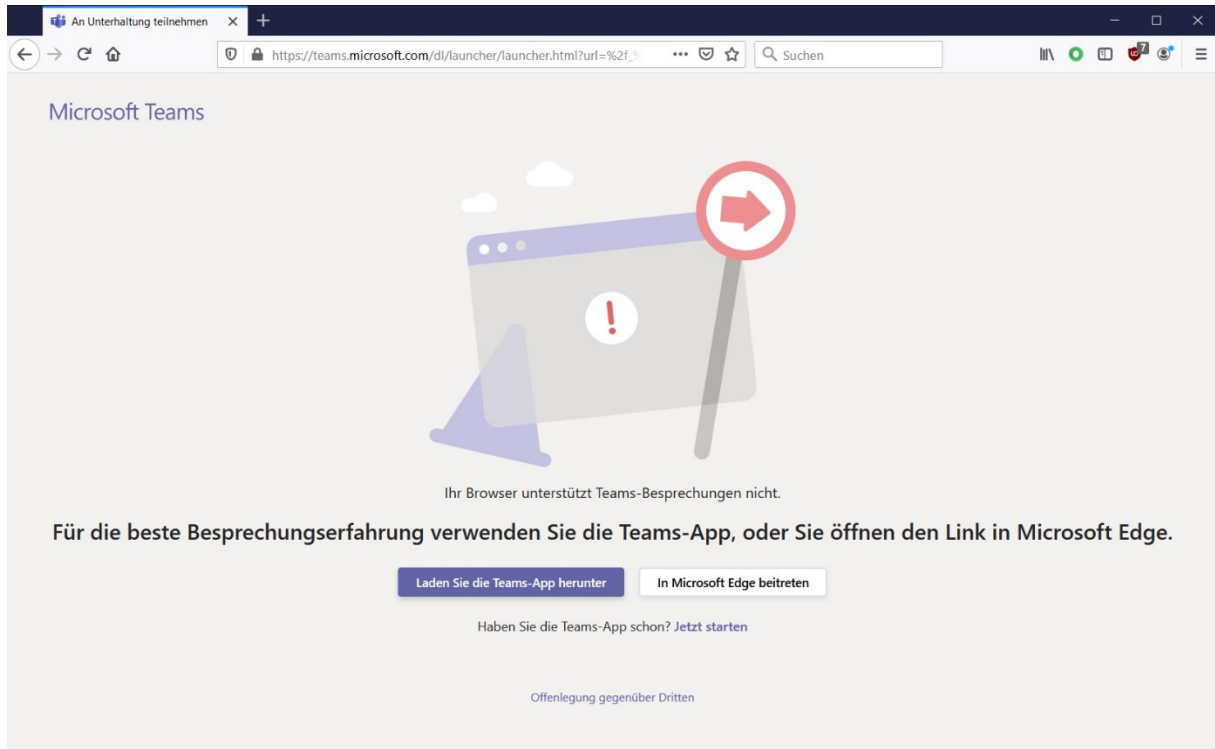 An Unterhaltung teilnehmen
https://teams.microsoft.com/dl/launcher/launcher.html?url=%2f_%
Suchen
7
Microsoft Teams
!
Ihr Browser unterstützt Teams-Besprechungen nicht.
Für die beste Besprechungserfahrung verwenden Sie die Teams-App, oder Sie öffnen den Link in Microsoft Edge.
Laden Sie die Teams-App herunter
In Microsoft Edge beitreten
Haben Sie die Teams-App schon? Jetzt starten
Offenlegung gegenüber Dritten